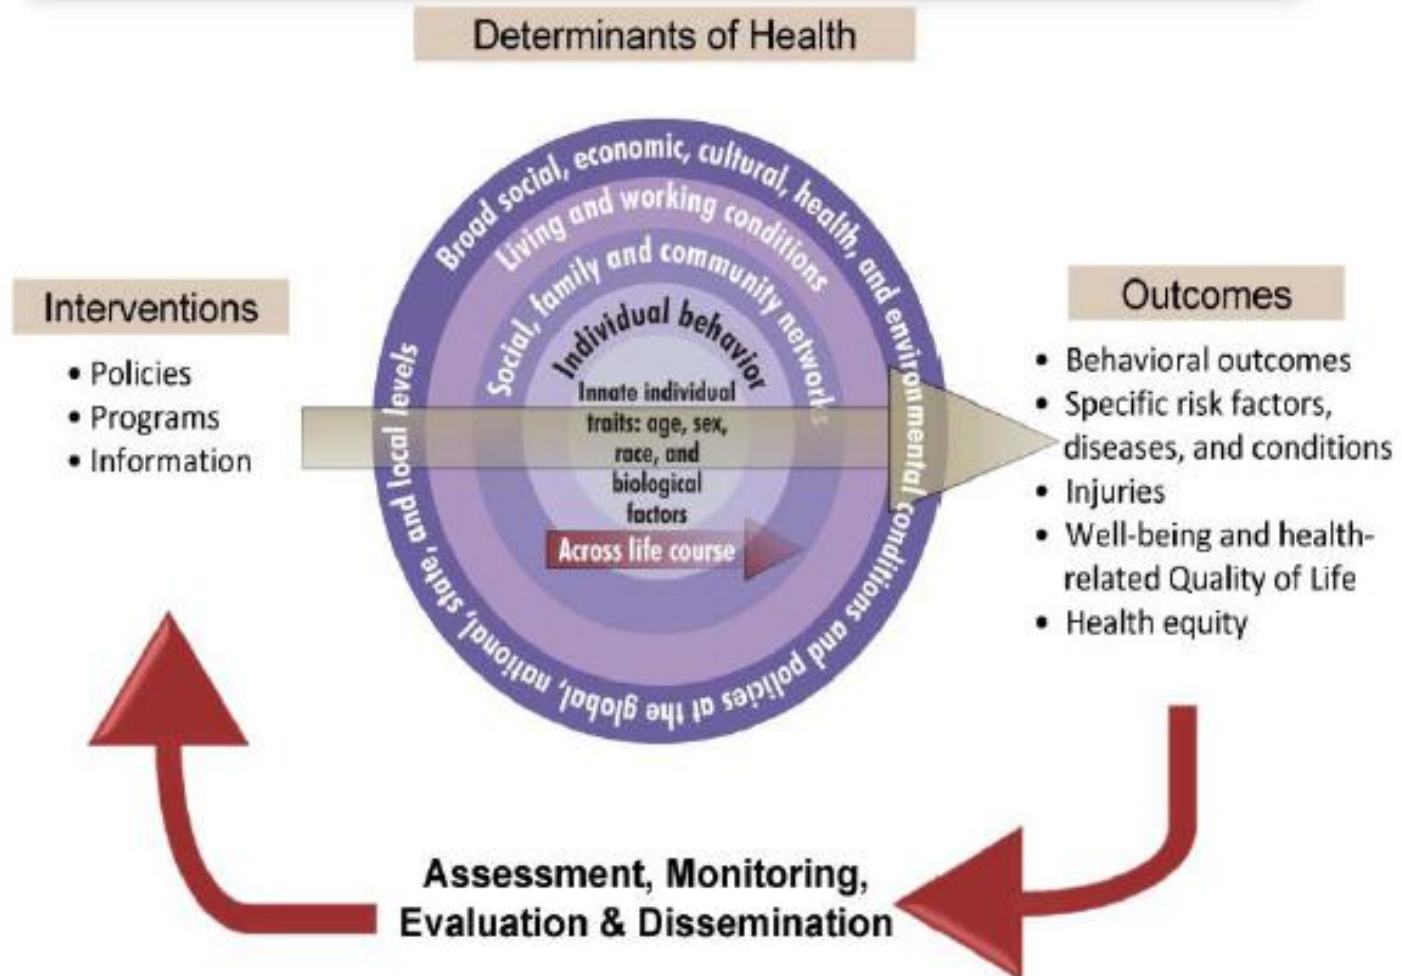 Determinants of Health
Broad social, economic, cultural, health, and environmental conditions and policies at the global, national, state, and local levels
Living and working conditions
Social, family and community networks
Individual behavior
Innate individual
traits: age, sex,
race, and
biological
factors
Across life course
Interventions
• Policies
• Programs
• Information
Outcomes
• Behavioral outcomes
• Specific risk factors,
diseases, and conditions
• Injuries
• Well-being and health-
related Quality of Life
• Health equity
Assessment, Monitoring,
Evaluation & Dissemination